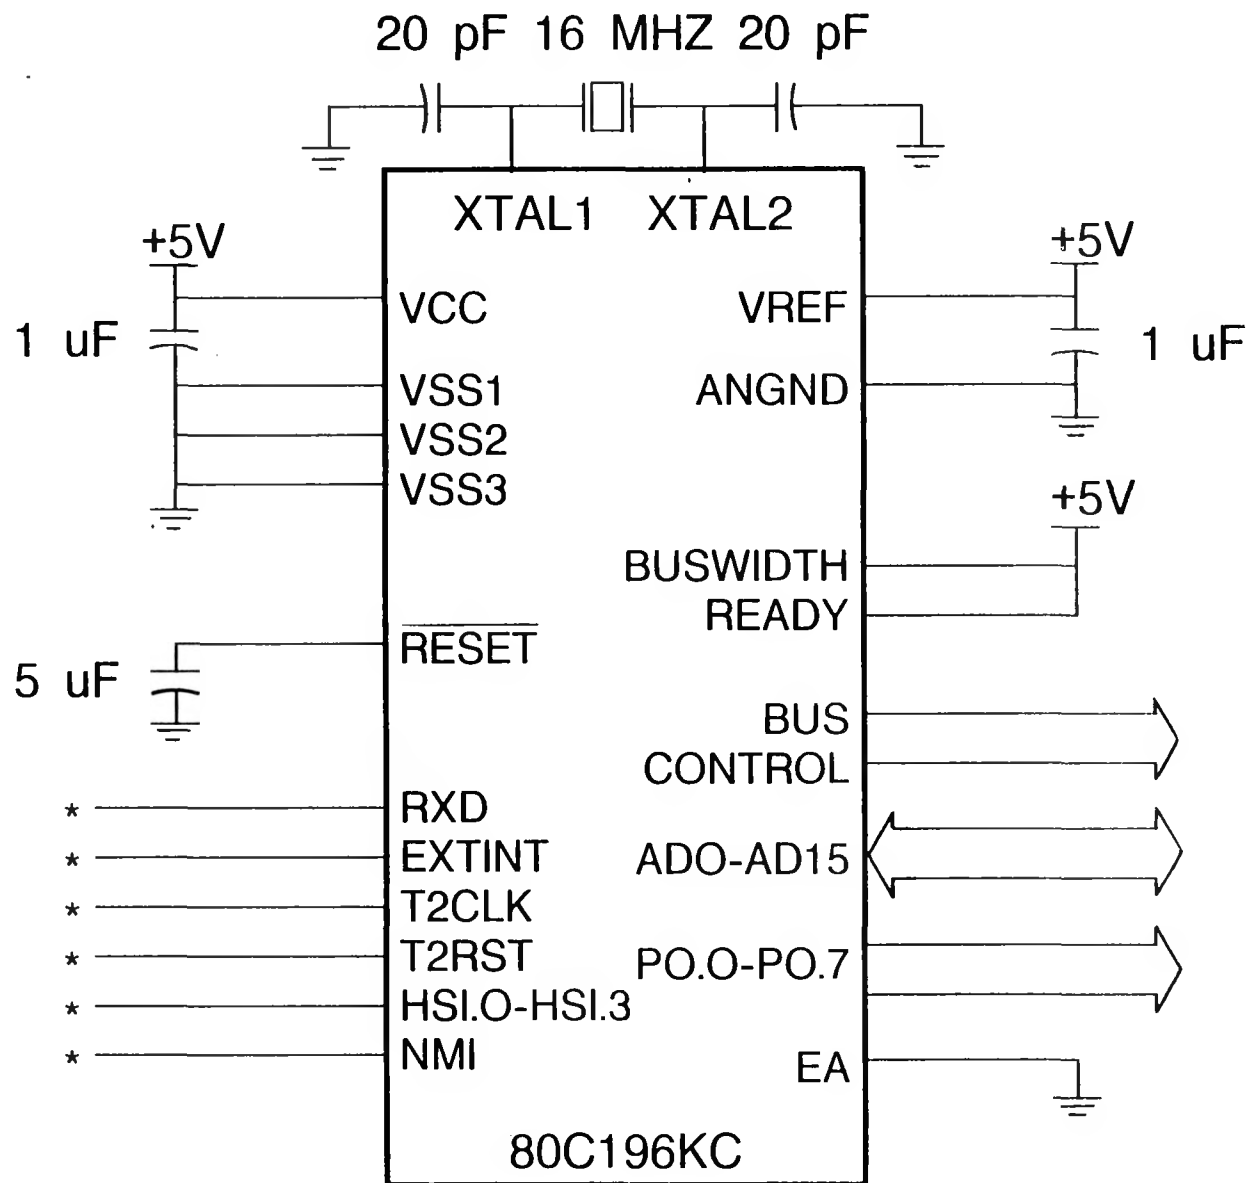 20 pF 16 MHZ 20 pF
XTAL1 XTAL2
+5V
+5V
VCC
VREF
1 uF
1 uF
VSS1
ANGND
VSS2
VSS3
+5V
BUSWIDTH
READY
RESET
5 uF
BUS
CONTROL
* RXD
* EXTINT
ADO-AD15
* T2CLK
* T2RST
PO.O-PO.7
* HSI.O-HSI.3
* NMI
EA
80C196KC